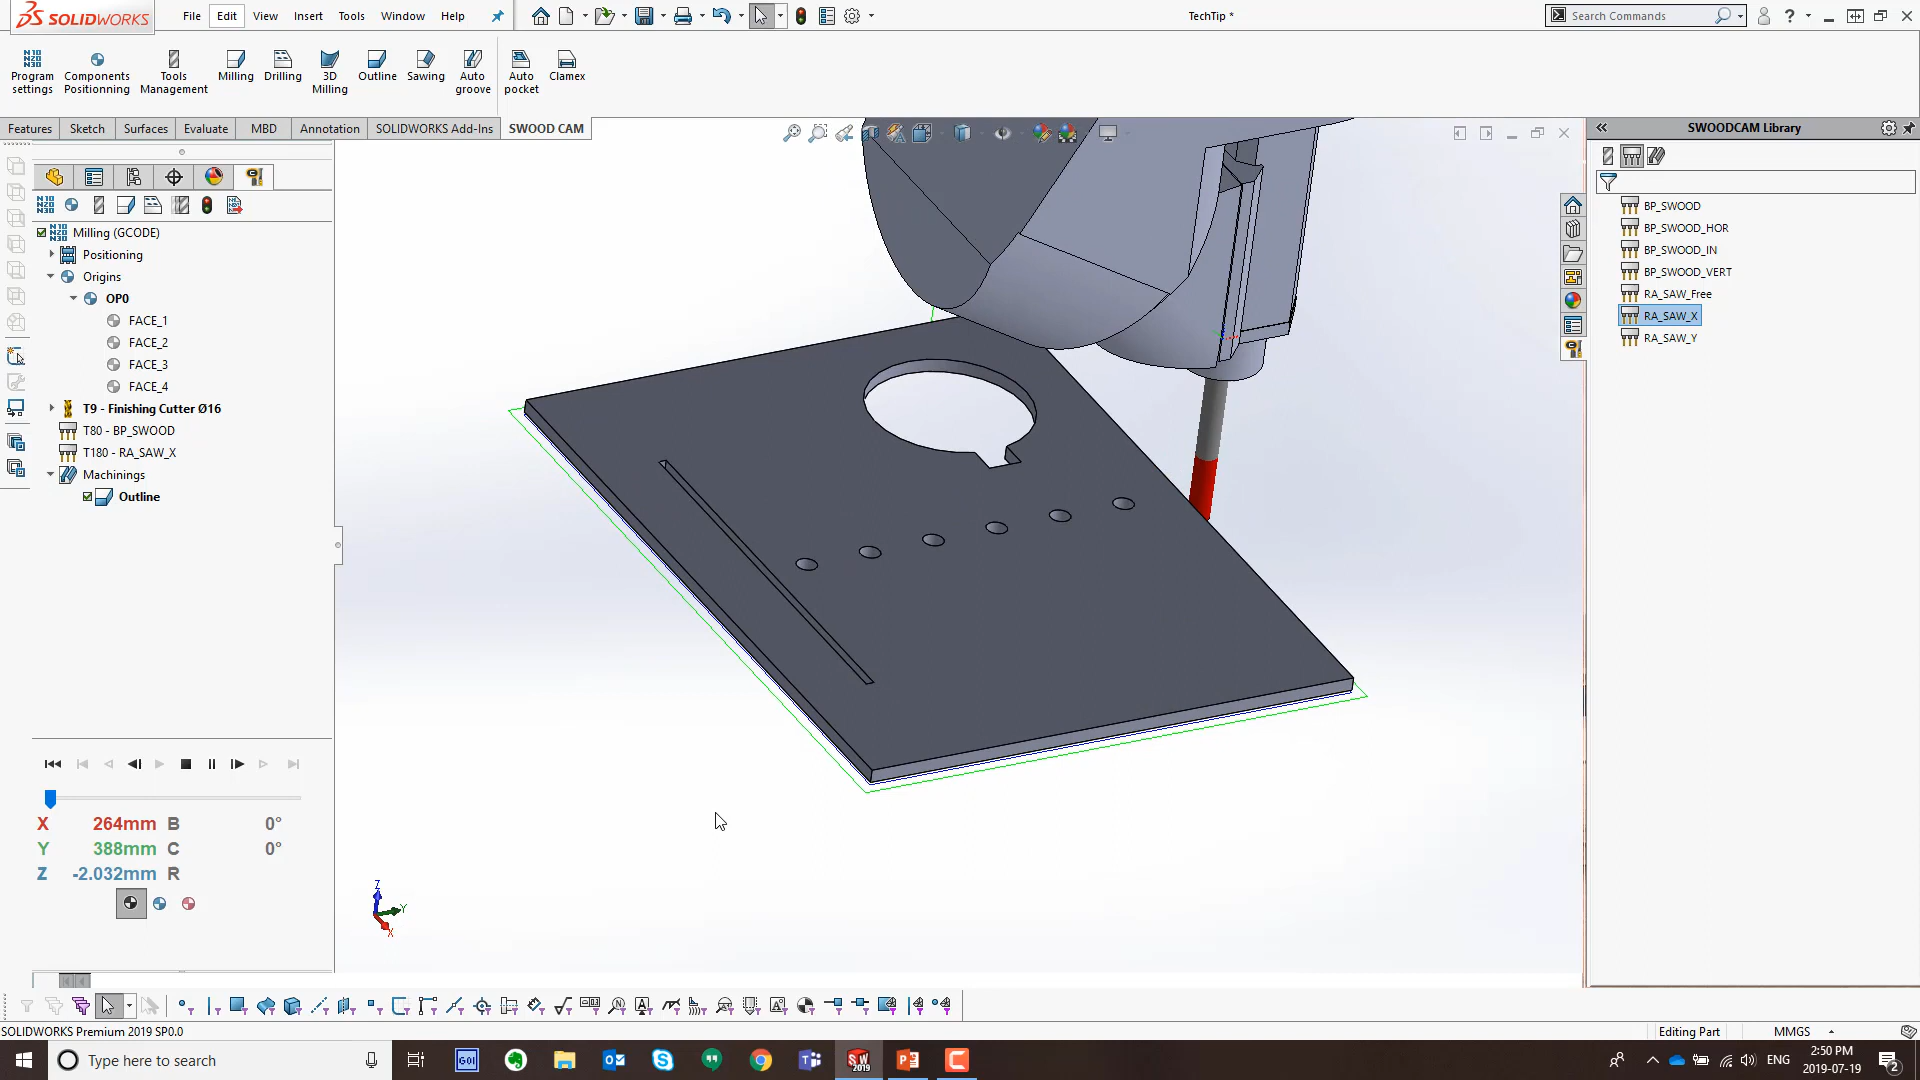 SOLIDWORKS
File Edit View Insert Tools Window Help
TechTip *
Search Commands
Program settings
Components Positionning
Tools Management
Milling
Drilling
3D Milling
Outline
Sawing
Auto groove
Auto pocket
Clamex
Features Sketch Surfaces Evaluate MBD Annotation SOLIDWORKS Add-Ins SWOOD CAM
SWOODCAM Library
BP_SWOOD
BP_SWOOD_HOR
BP_SWOOD_IN
BP_SWOOD_VERT
RA_SAW_Free
RA_SAW_X
RA_SAW_Y
Milling (GCODE)
Positioning
Origins
OP0
FACE_1
FACE_2
FACE_3
FACE_4
T9 - Finishing Cutter Ø16
T80 - BP_SWOOD
T180 - RA_SAW_X
Machinings
Outline
X 264mm B 0°
Y 388mm C 0°
Z -2.032mm R
Z
Y
X
SOLIDWORKS Premium 2019 SP0.0
Editing Part
MMGS
Type here to search
ENG
2:50 PM
2019-07-19
2